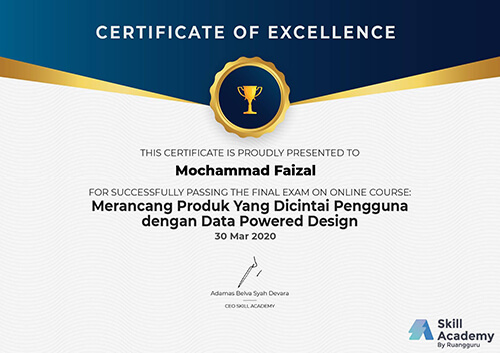 CERTIFICATE OF EXCELLENCE
THIS CERTIFICATE IS PROUDLY PRESENTED TO
Mochammad Faizal
FOR SUCCESSFULLY PASSING THE FINAL EXAM ON ONLINE COURSE:
Merancang Produk Yang Dicintai Pengguna
dengan Data Powered Design
30 Mar 2020
Adamas Belva Syah Devara
CEO SKILL ACADEMY
Skill
Academy
By Ruangguru